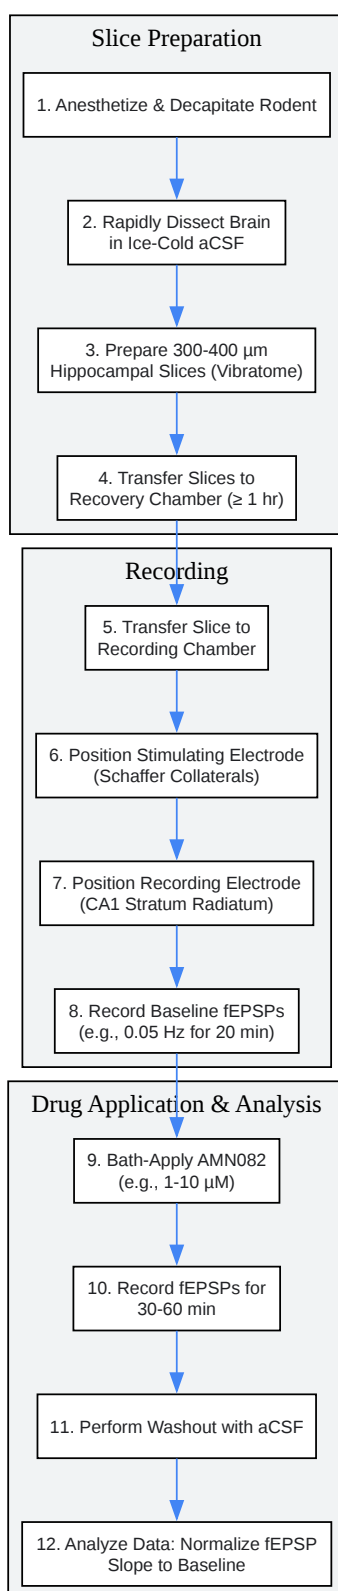 Slice Preparation
1. Anesthetize & Decapitate Rodent
2. Rapidly Dissect Brain
in Ice-Cold aCSF
3. Prepare 300-400 µm
Hippocampal Slices (Vibratome)
4. Transfer Slices to
Recovery Chamber (≥ 1 hr)
Recording
5. Transfer Slice to
Recording Chamber
6. Position Stimulating Electrode
(Schaffer Collaterals)
7. Position Recording Electrode
(CA1 Stratum Radiatum)
8. Record Baseline fEPSPs
(e.g., 0.05 Hz for 20 min)
Drug Application & Analysis
9. Bath-Apply AMN082
(e.g., 1-10 µM)
10. Record fEPSPs for
30-60 min
11. Perform Washout with aCSF
12. Analyze Data: Normalize fEPSP
Slope to Baseline